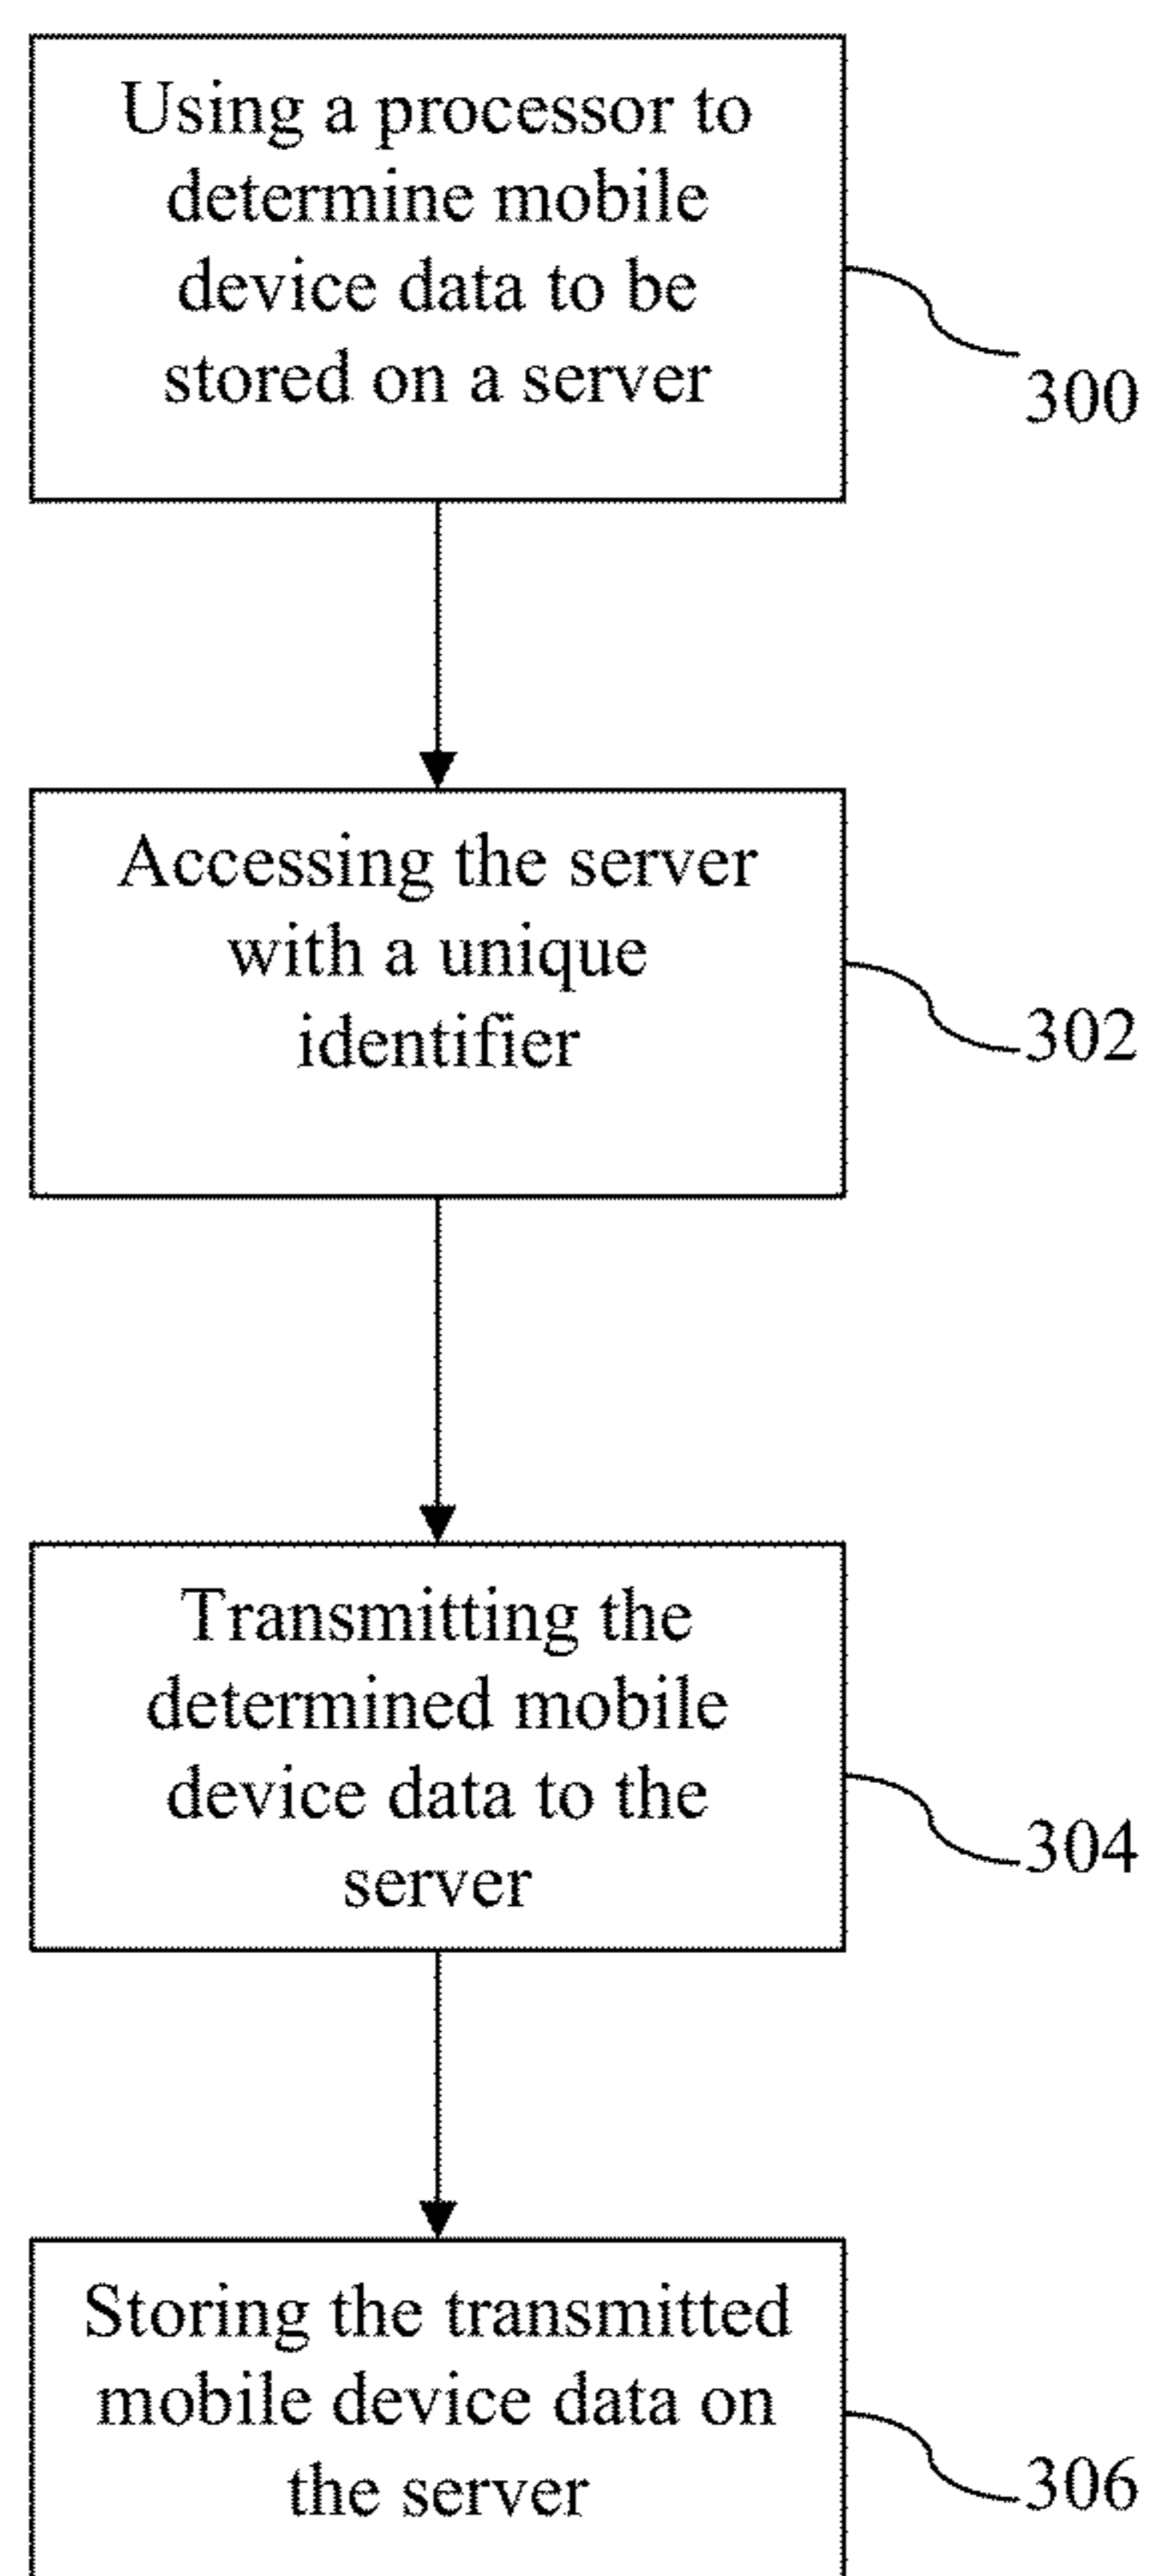 Using a processor to
determine mobile
device data to be
stored on a server
300
Accessing the server
with a unique
identifier
302
Transmitting the
determined mobile
device data to the
server
304
Storing the transmitted
mobile device data on
the server
306